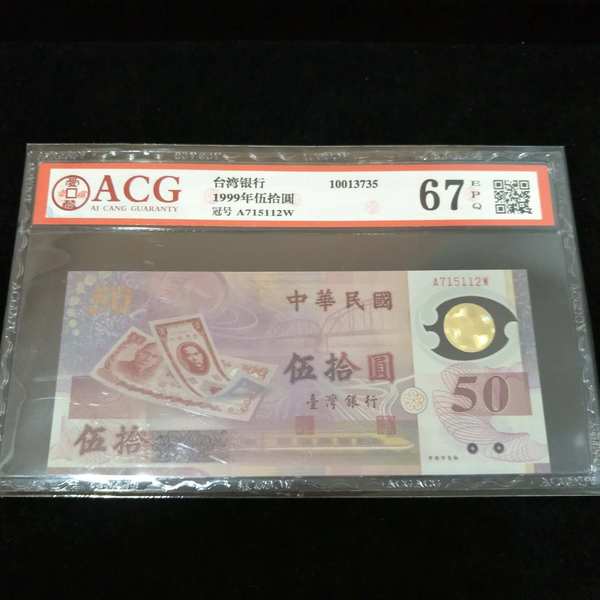 ACG
AI CANG GUARANTY
台湾银行
1999年伍拾圆
冠号 A715112W
10013735
67 EPQ
50
中華民國
A715112W
伍拾圓
臺灣銀行
50
伍拾